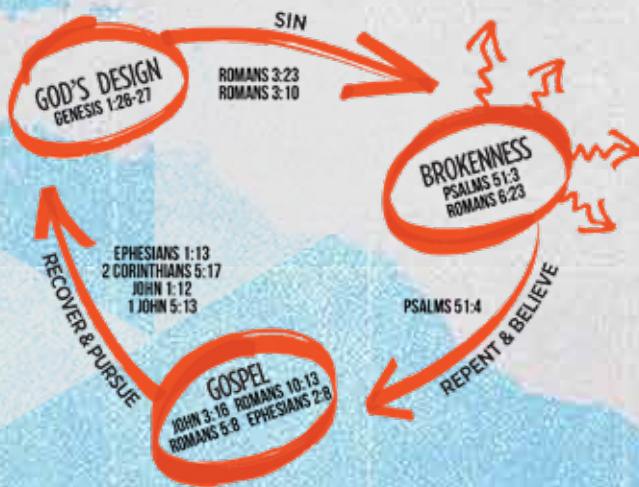 SIN
GOD'S DESIGN
GENESIS 1:26-27
ROMANS 3:23
ROMANS 3:10
BROKENNESS
PSALMS 51:3
ROMANS 6:23
EPHESIANS 1:13
2 CORINTHIANS 5:17
JOHN 1:12
1 JOHN 5:13
RECOVER & PURSUE
PSALMS 51:4
REPENT & BELIEVE
GOSPEL
JOHN 3:16 ROMANS 10:13
ROMANS 5:8 EPHESIANS 2:8